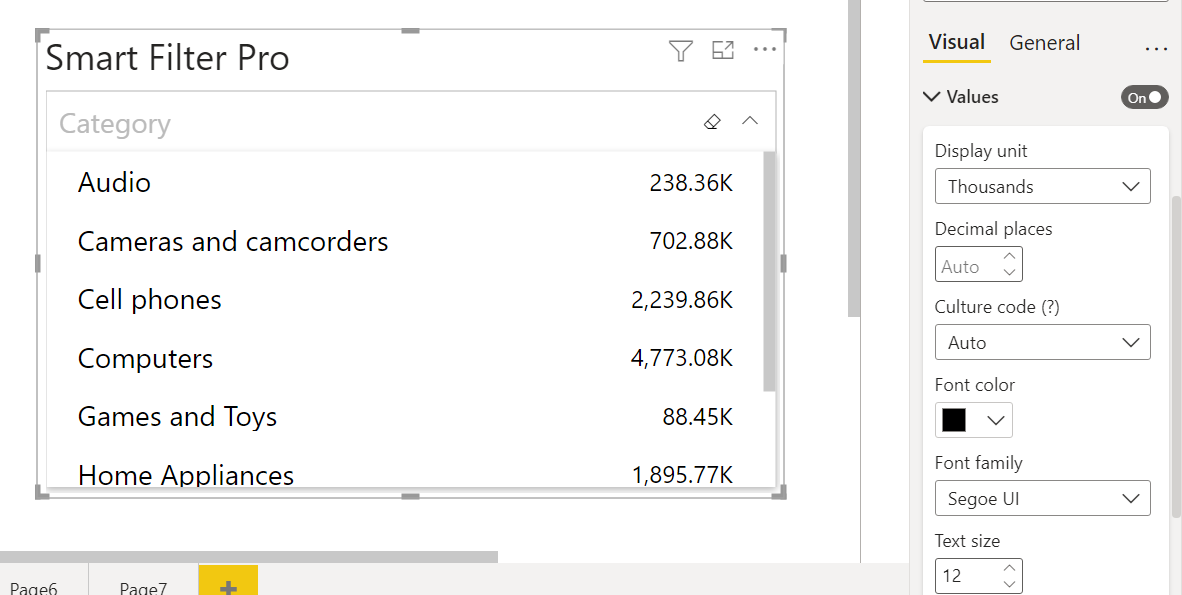 Smart Filter Pro
Category
Audio 238.36K
Cameras and camcorders 702.88K
Cell phones 2,239.86K
Computers 4,773.08K
Games and Toys 88.45K
Home Appliances 1,895.77K
Page6 Page7 +
Visual General ...
Values On
Display unit
Thousands
Decimal places
Auto
Culture code (?)
Auto
Font color
Font family
Segoe UI
Text size
12